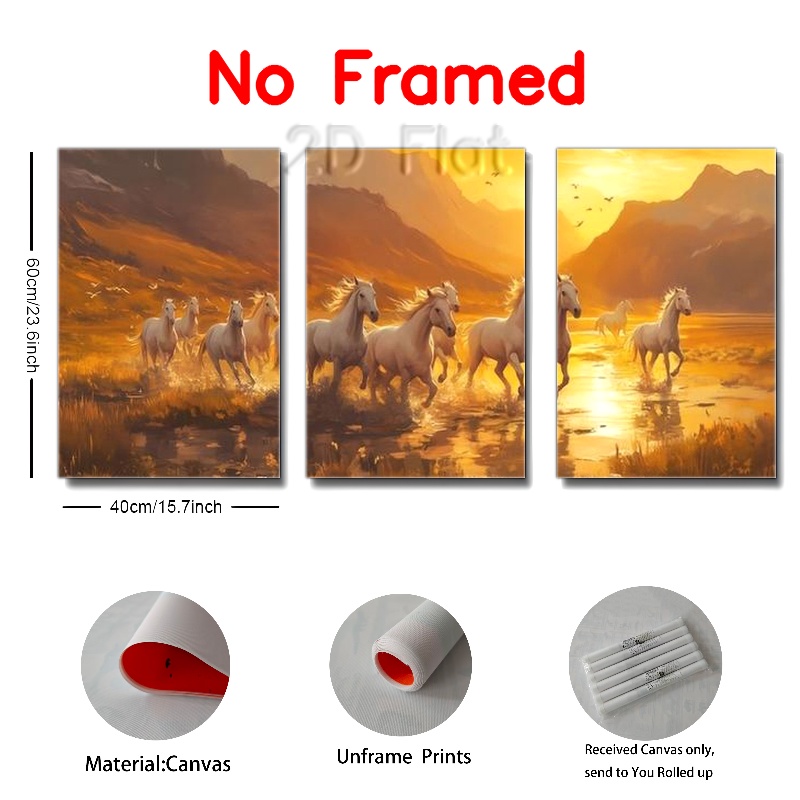 No Framed
2D Flat
60cm/23.6inch
40cm/15.7inch
Material:Canvas
Unframe Prints
Received Canvas only,
send to You Rolled up